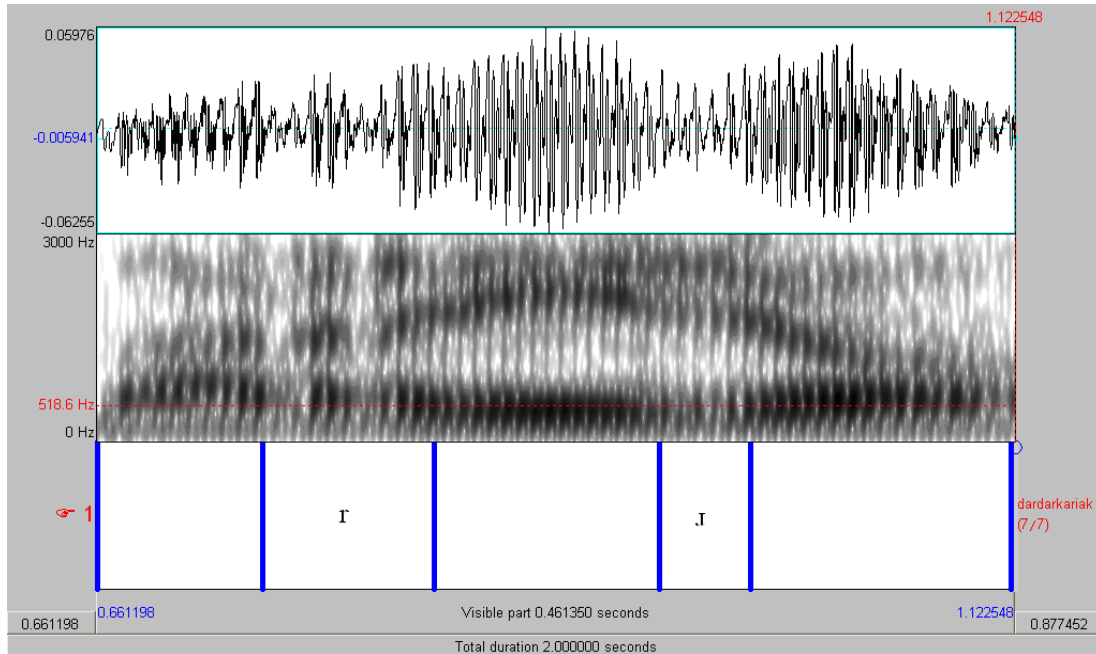 1.122548
0.05976
-0.005941
-0.06255
3000 Hz
518.6 Hz
0 Hz
☞ 1
r
ɹ
dardarkariak
(7/7)
0.661198 Visible part 0.461350 seconds 1.122548
0.661198 0.877452
Total duration 2.000000 seconds